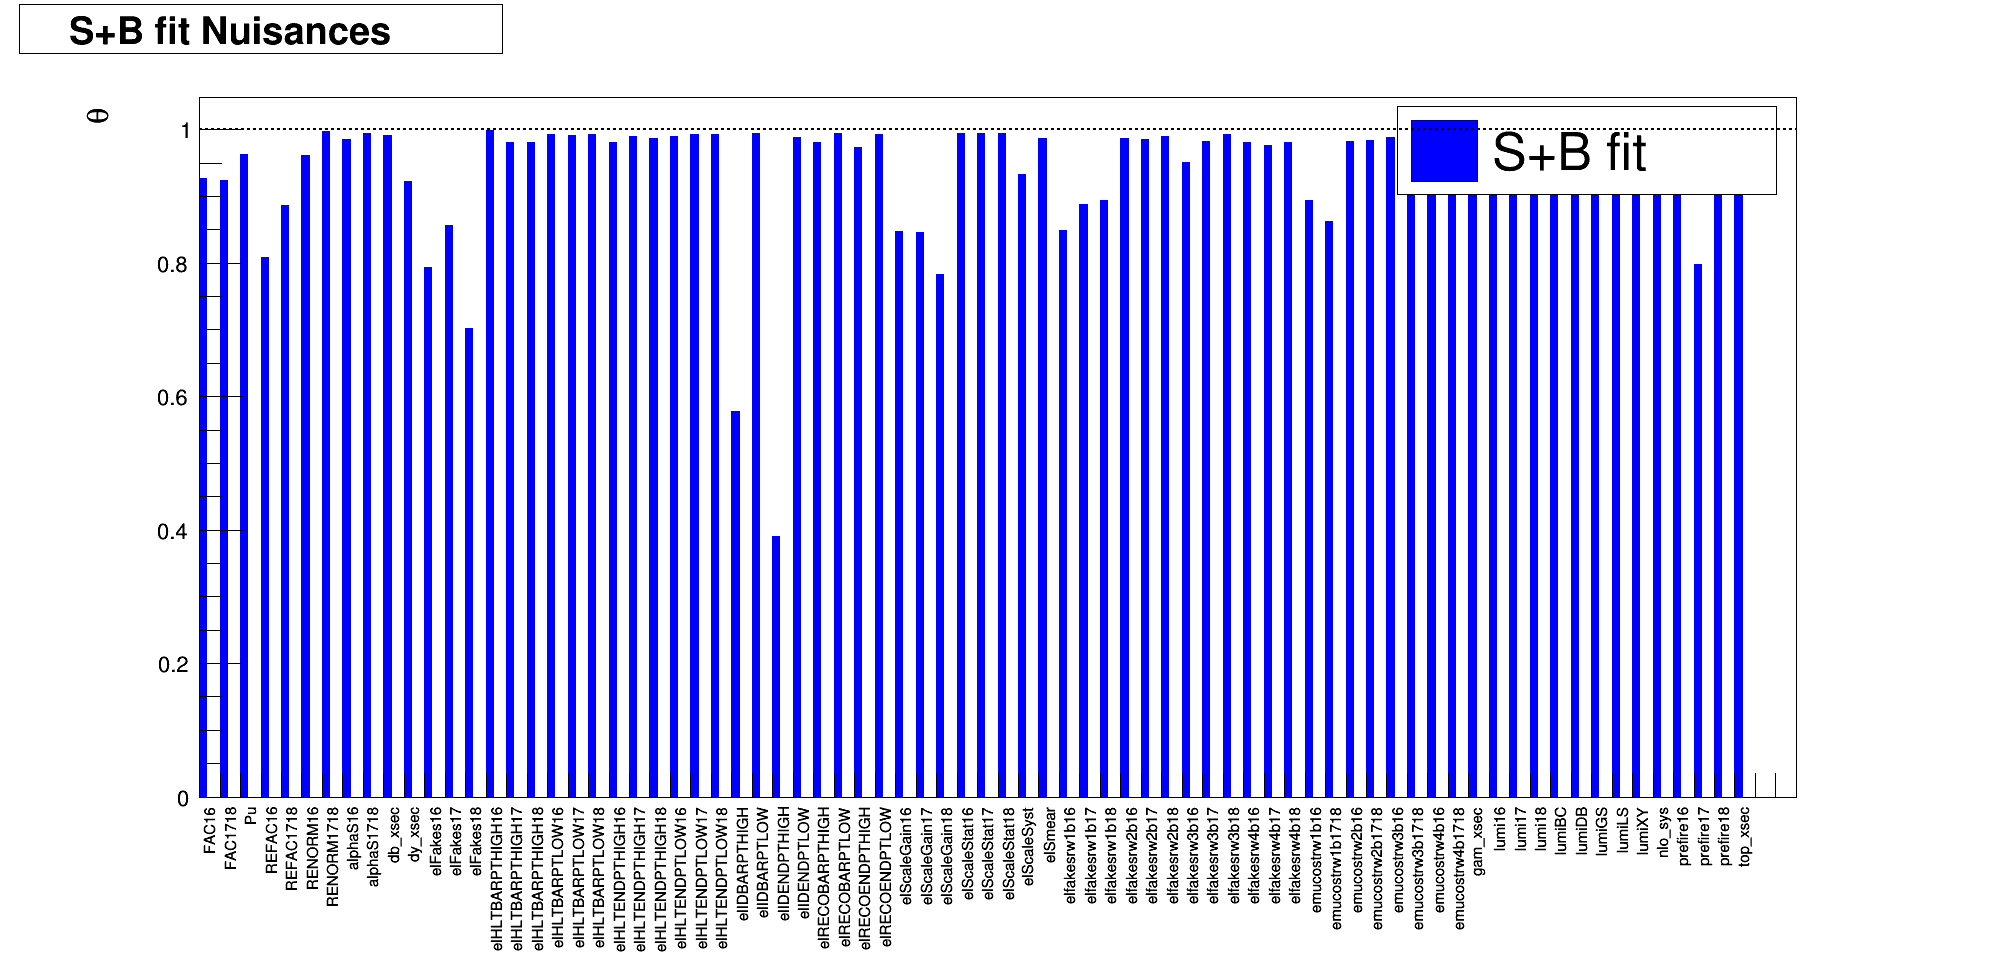 S+B fit Nuisances
θ
S+B fit
1
0.8
0.6
0.4
0.2
0
FAC16
FAC1718
Pu
REFAC16
REFAC1718
RENORM16
RENORM1718
alphaS16
alphaS1718
db_xsec
dy_xsec
elFakes16
elFakes17
elFakes18
elHLTBARPTHIGH16
elHLTBARPTHIGH17
elHLTBARPTHIGH18
elHLTBARPTLOW16
elHLTBARPTLOW17
elHLTBARPTLOW18
elHLTENDPTHIGH16
elHLTENDPTHIGH17
elHLTENDPTHIGH18
elHLTENDPTLOW16
elHLTENDPTLOW17
elHLTENDPTLOW18
elIDBARPTHIGH
elIDBARPTLOW
elIDENDPTHIGH
elIDENDPTLOW
elRECOBARPTHIGH
elRECOBARPTLOW
elRECOENDPTHIGH
elRECOENDPTLOW
elScaleGain16
elScaleGain17
elScaleGain18
elScaleStat16
elScaleStat17
elScaleStat18
elScaleSyst
elSmear
elfakesrw1b16
elfakesrw1b17
elfakesrw1b18
elfakesrw2b16
elfakesrw2b17
elfakesrw2b18
elfakesrw3b16
elfakesrw3b17
elfakesrw3b18
elfakesrw4b16
elfakesrw4b17
elfakesrw4b18
emucostrw1b16
emucostrw1b1718
emucostrw2b16
emucostrw2b1718
emucostrw3b16
emucostrw3b1718
emucostrw4b16
emucostrw4b1718
gam_xsec
lumi16
lumi17
lumi18
lumiBC
lumiDB
lumiGS
lumiLS
lumiXY
nlo_sys
prefire16
prefire17
prefire18
top_xsec